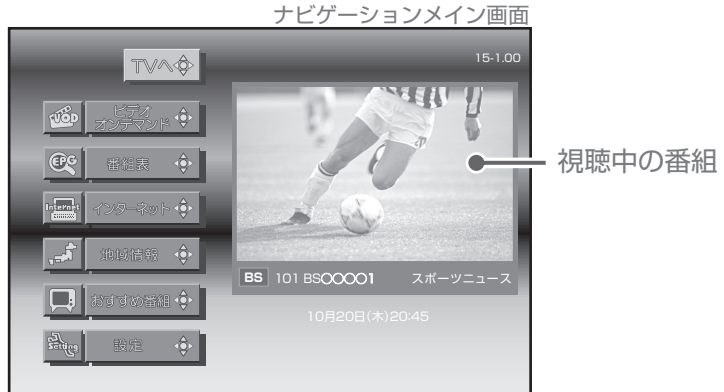 ナビゲーションメイン画面
15-1.00
TVへ
VOD
ビデオ
オンデマンド
EPG
番組表
Internet
インターネット
地域情報
おすすめ番組
Setting
設定
視聴中の番組
BS 101 BS○○○○1 スポーツニュース
10月20日(木)20:45